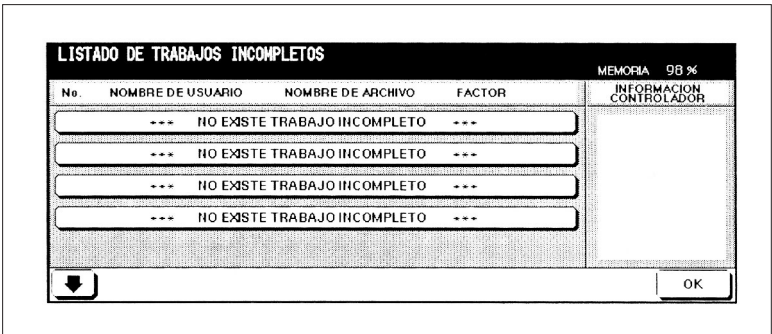 LISTADO DE TRABAJOS INCOMPLETOS
MEMORIA 98 %
No. NOMBRE DE USUARIO NOMBRE DE ARCHIVO FACTOR
INFORMACION
CONTROLADOR
*** NO EXISTE TRABAJO INCOMPLETO ***
*** NO EXISTE TRABAJO INCOMPLETO ***
*** NO EXISTE TRABAJO INCOMPLETO ***
*** NO EXISTE TRABAJO INCOMPLETO ***
OK